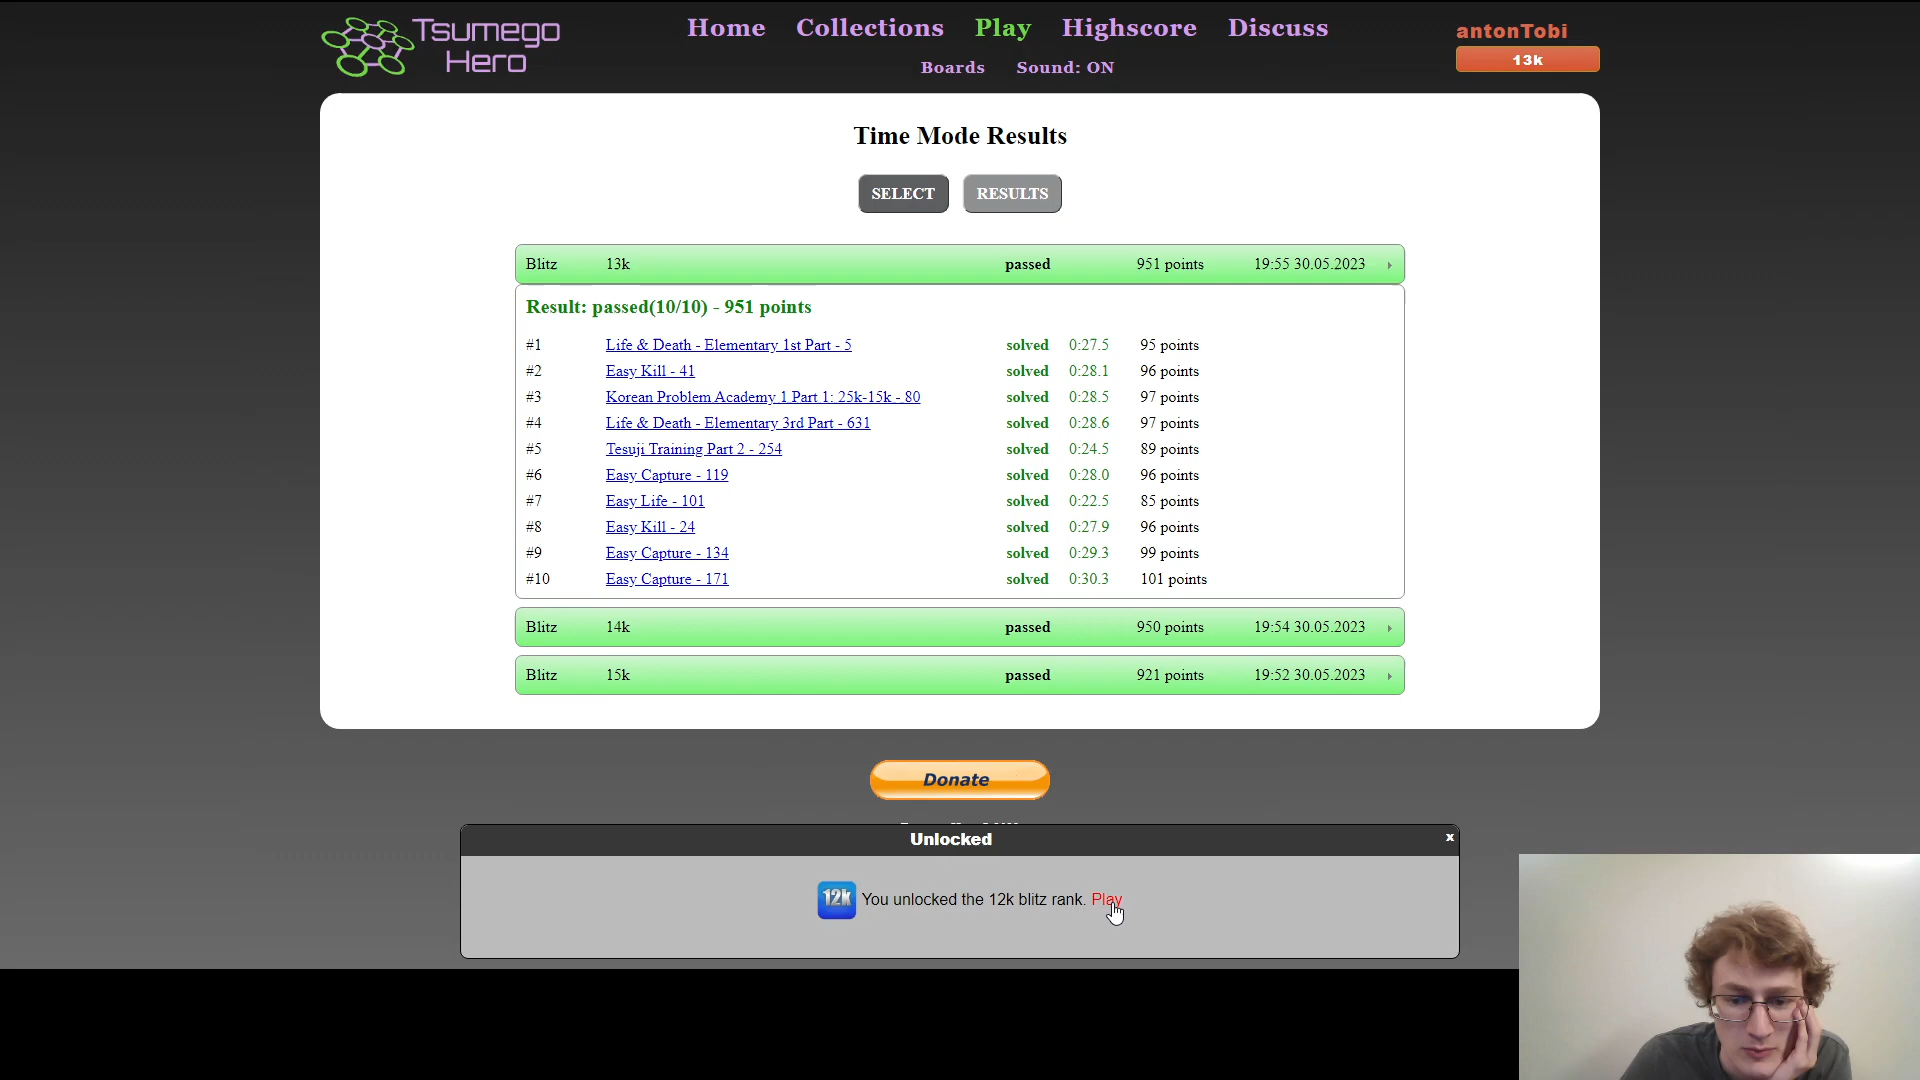 Tsumego Hero
Home Collections Play Highscore Discuss
Boards Sound: ON
antonTobi
13k
Time Mode Results
SELECT RESULTS
Blitz 13k passed 951 points 19:55 30.05.2023
Result: passed(10/10) - 951 points
#1 Life & Death - Elementary 1st Part - 5 solved 0:27.5 95 points
#2 Easy Kill - 41 solved 0:28.1 96 points
#3 Korean Problem Academy 1 Part 1: 25k-15k - 80 solved 0:28.5 97 points
#4 Life & Death - Elementary 3rd Part - 631 solved 0:28.6 97 points
#5 Tesuji Training Part 2 - 254 solved 0:24.5 89 points
#6 Easy Capture - 119 solved 0:28.0 96 points
#7 Easy Life - 101 solved 0:22.5 85 points
#8 Easy Kill - 24 solved 0:27.9 96 points
#9 Easy Capture - 134 solved 0:29.3 99 points
#10 Easy Capture - 171 solved 0:30.3 101 points
Blitz 14k passed 950 points 19:54 30.05.2023
Blitz 15k passed 921 points 19:52 30.05.2023
Donate
Unlocked x
12k You unlocked the 12k blitz rank. Play